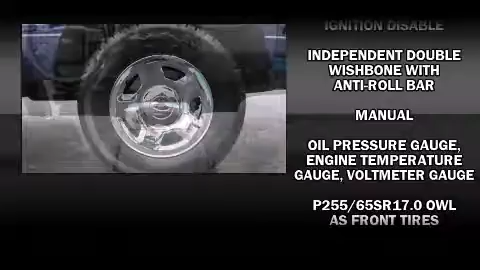 IGNITION DISABLE
INDEPENDENT DOUBLE
WISHBONE WITH
ANTI-ROLL BAR
MANUAL
OIL PRESSURE GAUGE,
ENGINE TEMPERATURE
GAUGE, VOLTMETER GAUGE
P255/65SR17.0 OWL
AS FRONT TIRES